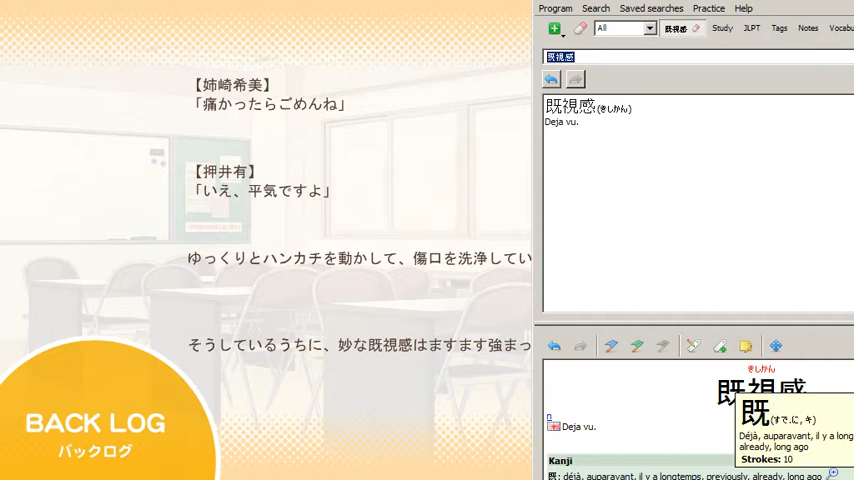 【姉崎希美】
「痛かったらごめんね」
【押井有】
「いえ、平気ですよ」
ゆっくりとハンカチを動かして、傷口を洗浄してい
そうしているうちに、妙な既視感はますます強まっ
BACK LOG
バックログ
Program Search Saved searches Practice Help
All 既視感 Study JLPT Tags Notes Vocabu
既視感
既視感(きしかん)
Deja vu.
きしかん
既視感
n
Deja vu.
既(すで.に, キ)
Déjà, auparavant, il y a long
already, long ago
Strokes: 10
Kanji
既: déjà, auparavant, il y a longtemps, previously, already, long ago